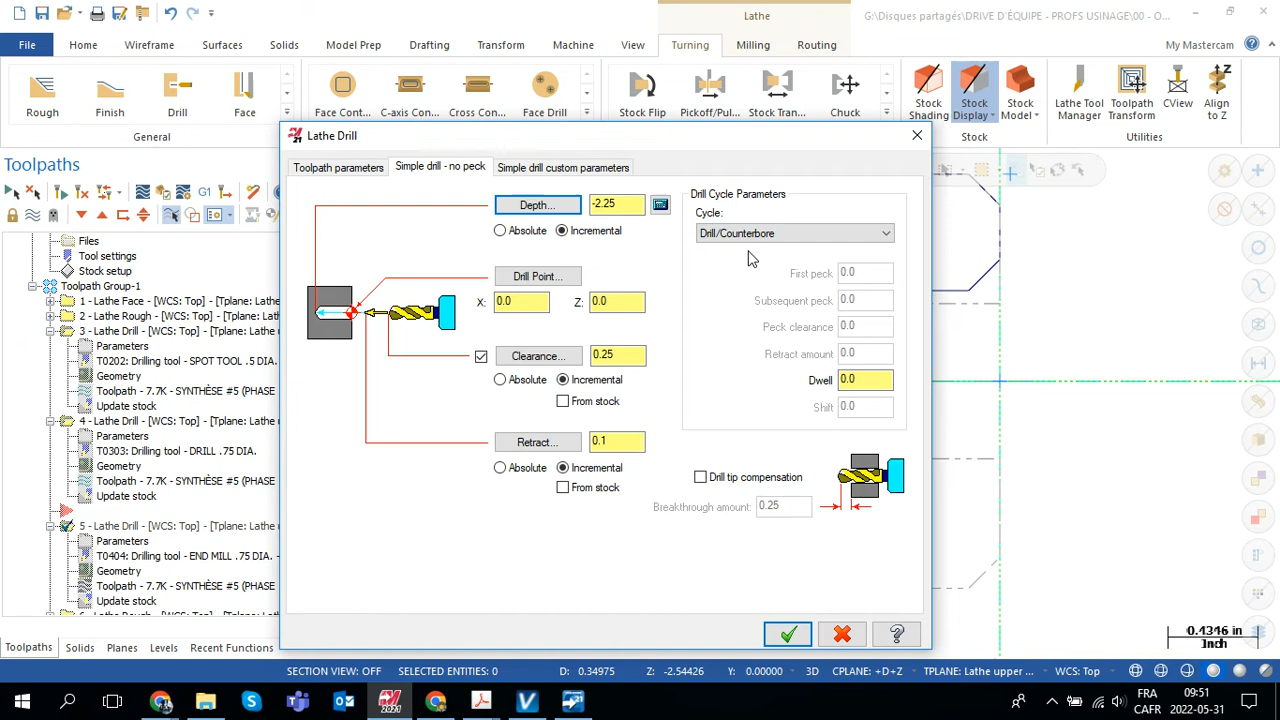 Lathe
G:\Disques partagés\DRIVE D'ÉQUIPE - PROFS USINAGE\00 - O...
File
Home
Wireframe
Surfaces
Solids
Model Prep
Drafting
Transform
Machine
View
Turning
Milling
Routing
My Mastercam
Rough
Finish
Drill
Face
Face Cont...
C-axis Con...
Cross Con...
Face Drill
Stock Flip
Pickoff/Pul...
Stock Tran...
Chuck
Stock Shading
Stock Display
Stock Model
Lathe Tool Manager
Toolpath Transform
CView
Align to Z
General
Stock
Utilities
Toolpaths
G1
Files
Tool settings
Stock setup
Toolpath Group-1
1 - Lathe Face - [WCS: Top] - [Tplane: Lathe
2 - Lathe Rough - [WCS: Top] - [Tplane: Lath
3 - Lathe Drill - [WCS: Top] - [Tplane: Lathe u
Parameters
T0202: Drilling tool - SPOT TOOL .5 DIA.
Geometry
Toolpath - 7.7K - SYNTHÈSE #5 (PHASE
Update stock
4 - Lathe Drill - [WCS: Top] - [Tplane: Lathe u
Parameters
T0303: Drilling tool - DRILL .75 DIA.
Geometry
Toolpath - 7.7K - SYNTHÈSE #5 (PHASE
Update stock
5 - Lathe Drill - [WCS: Top] - [Tplane: Lathe u
Parameters
T0404: Drilling tool - END MILL .75 DIA. -
Geometry
Toolpath - 7.7K - SYNTHÈSE #5 (PHASE
Update stock
Toolpaths
Solids
Planes
Levels
Recent Functions
21
Lathe Drill
Toolpath parameters
Simple drill - no peck
Simple drill custom parameters
Depth...
-2.25
Absolute
Incremental
Drill Point...
X:
0.0
Z:
0.0
Clearance...
0.25
Absolute
Incremental
From stock
Retract...
0.1
Absolute
Incremental
From stock
Drill Cycle Parameters
Cycle:
Drill/Counterbore
First peck
0.0
Subsequent peck
0.0
Peck clearance
0.0
Retract amount
0.0
Dwell
0.0
Shift
0.0
Drill tip compensation
Breakthrough amount:
0.25
0.4346 in
Inch
SECTION VIEW: OFF
SELECTED ENTITIES: 0
D: 0.34975
Z: -2.54426
Y: 0.00000
3D
CPLANE: +D+Z
TPLANE: Lathe upper ...
WCS: Top
2021
21
FRA
CAFR
09:51
2022-05-31